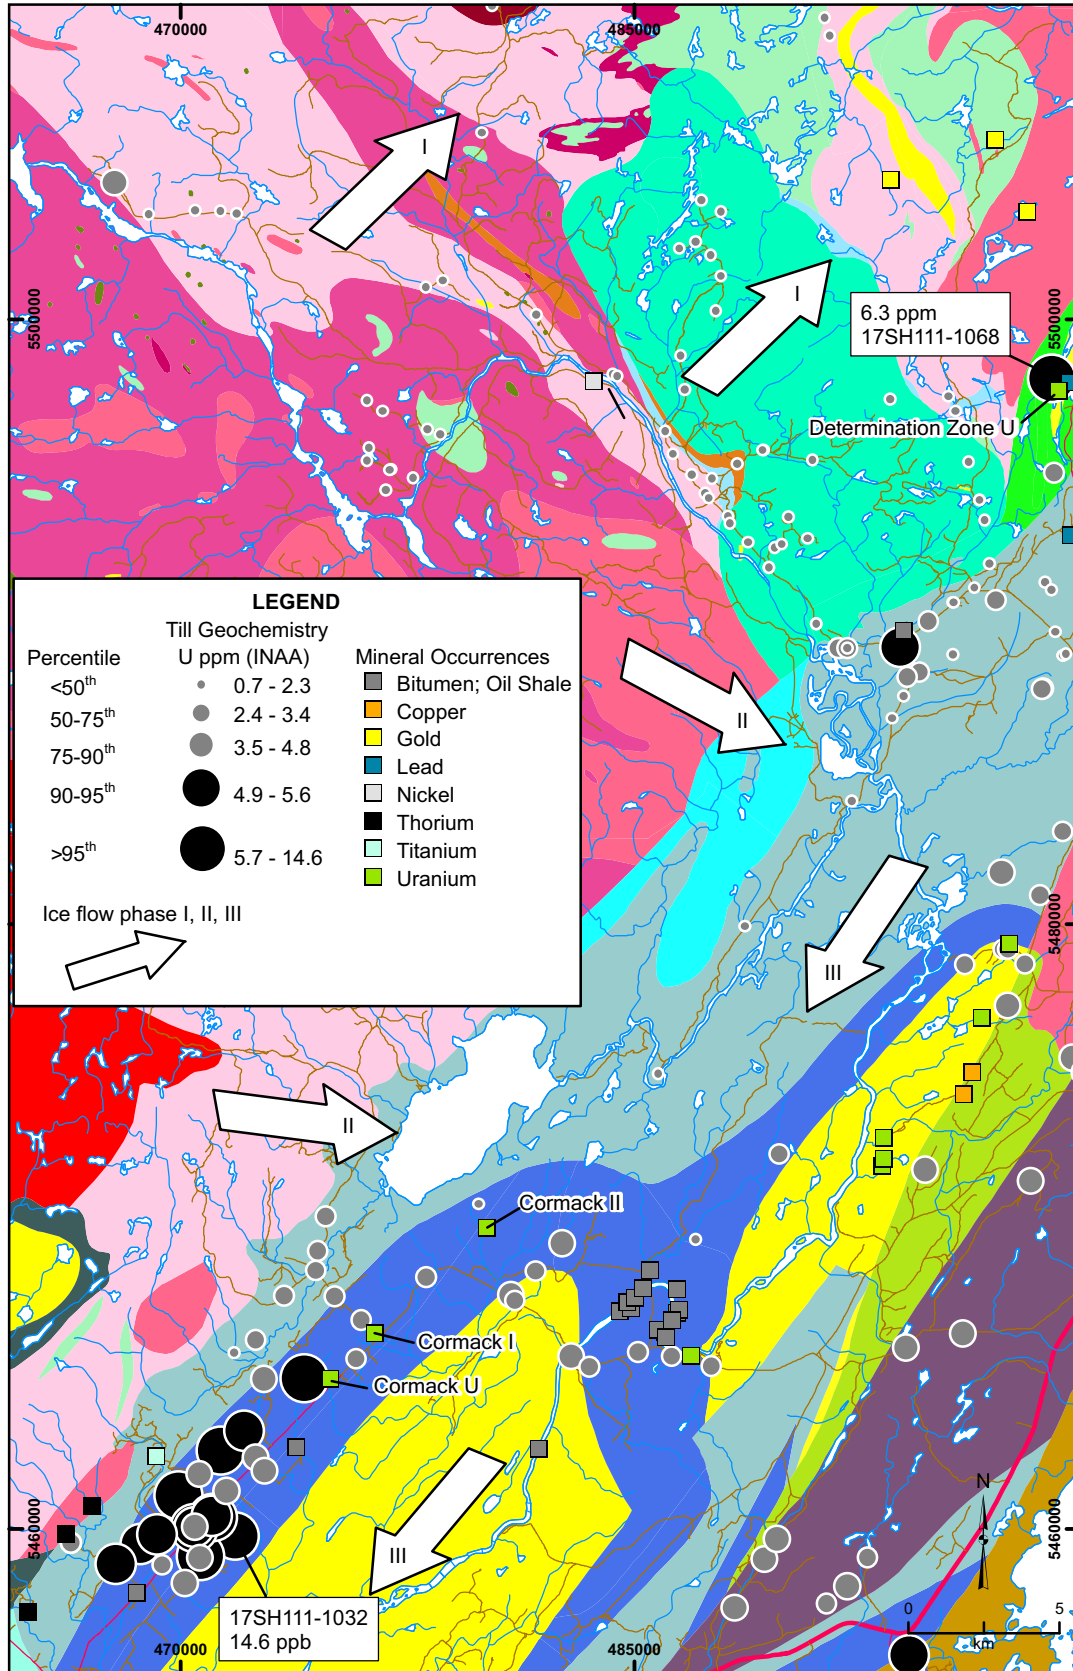 470000
485000
I
I
5500000
5500000
6.3 ppm
17SH111-1068
Determination Zone U
LEGEND
Till Geochemistry
Percentile
U ppm (INAA)
Mineral Occurrences
<50th
0.7 - 2.3
Bitumen; Oil Shale
50-75th
2.4 - 3.4
Copper
75-90th
3.5 - 4.8
Gold
Lead
90-95th
4.9 - 5.6
Nickel
Thorium
>95th
5.7 - 14.6
Titanium
Uranium
Ice flow phase I, II, III
II
5480000
III
II
Cormack II
Cormack I
Cormack U
N
5460000
5460000
III
17SH111-1032
14.6 ppb
0
5
km
470000
485000